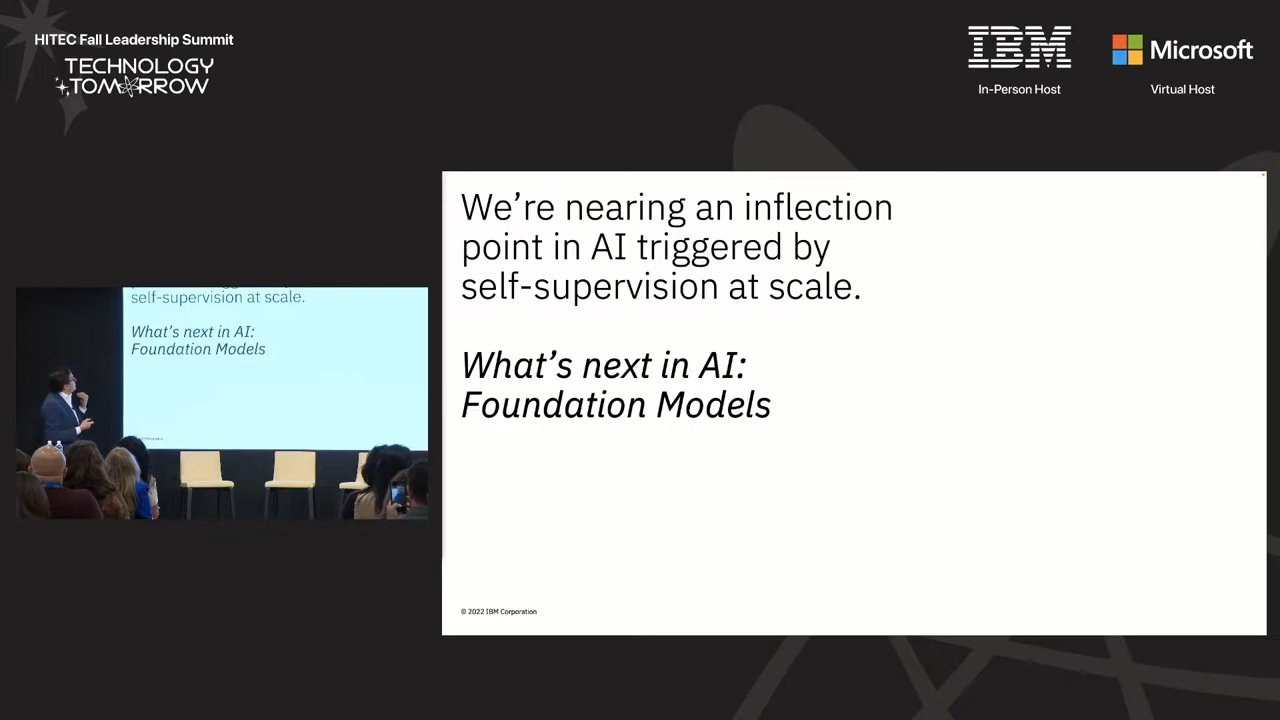 HITEC Fall Leadership Summit
TECHNOLOGY
TOMORROW
IBM
In-Person Host
Microsoft
Virtual Host
We're nearing an inflection
point in AI triggered by
self-supervision at scale.
What's next in AI:
Foundation Models
© 2022 IBM Corporation
self-supervision at scale.
What's next in AI:
Foundation Models